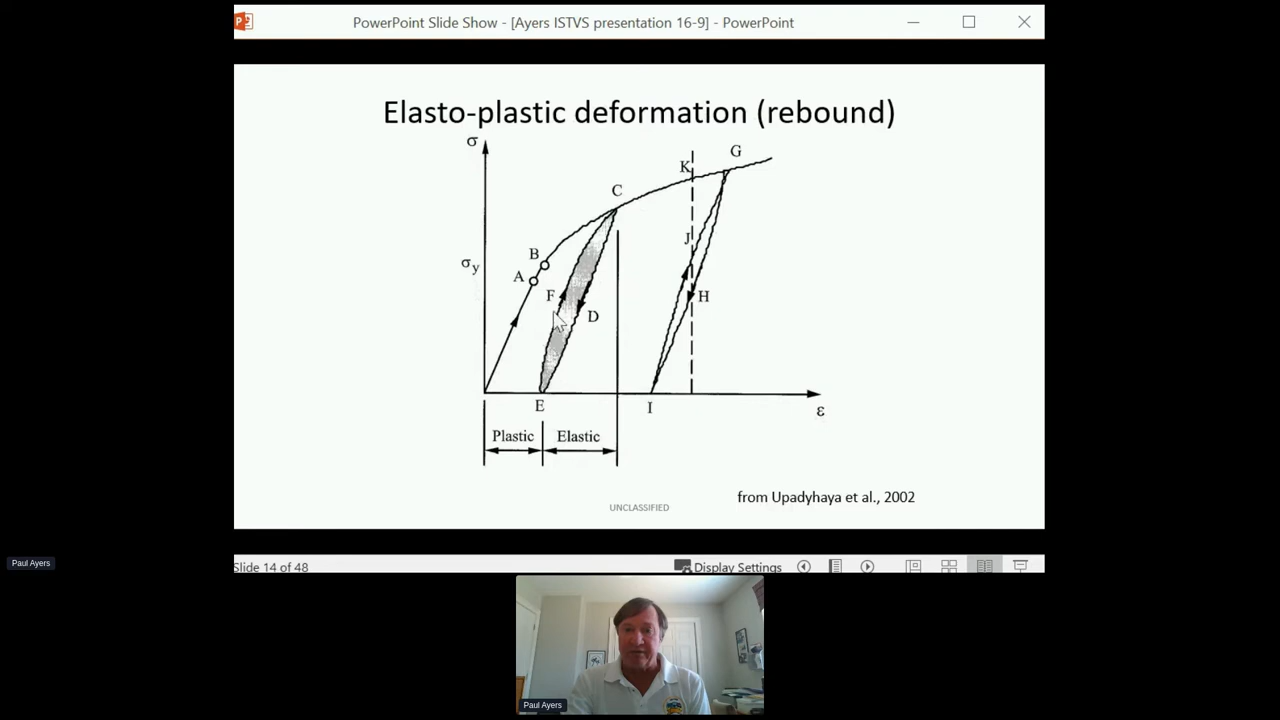 PowerPoint Slide Show - [Ayers ISTVS presentation 16-9] - PowerPoint
Elasto-plastic deformation (rebound)
σ
G
K
C
J
B
σy
A
F
H
D
E
I
ε
Plastic
Elastic
from Upadyhaya et al., 2002
UNCLASSIFIED
Paul Ayers
Slide 14 of 48
Display Settings
Paul Ayers